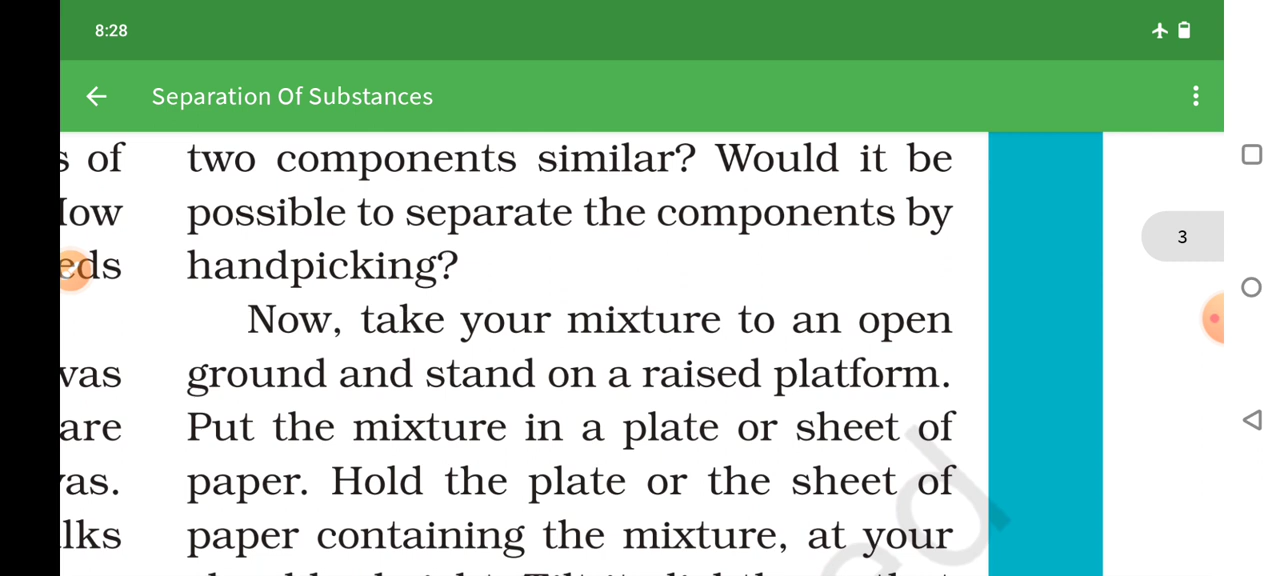 8:28
Separation Of Substances
s of
eds
vas
are
as.
lks
two components similar? Would it be
possible to separate the components by
handpicking?
Now, take your mixture to an open
ground and stand on a raised platform.
Put the mixture in a plate or sheet of
paper. Hold the plate or the sheet of
paper containing the mixture, at your
3